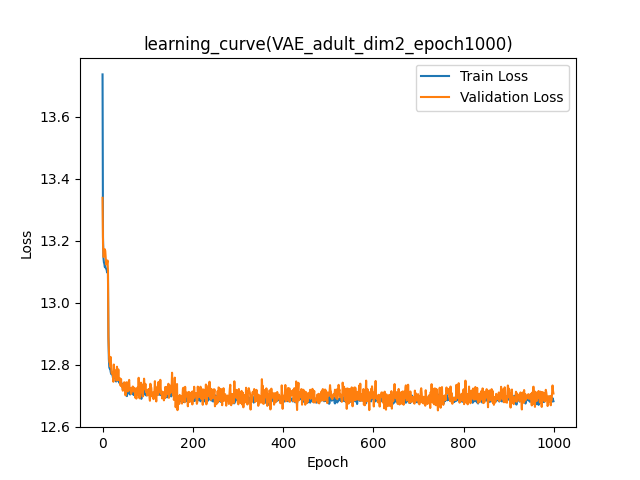 learning_curve(VAE_adult_dim2_epoch1000)
Train Loss
Validation Loss
13.6
13.4
13.2
13.0
12.8
12.6
Loss
0 200 400 600 800 1000
Epoch